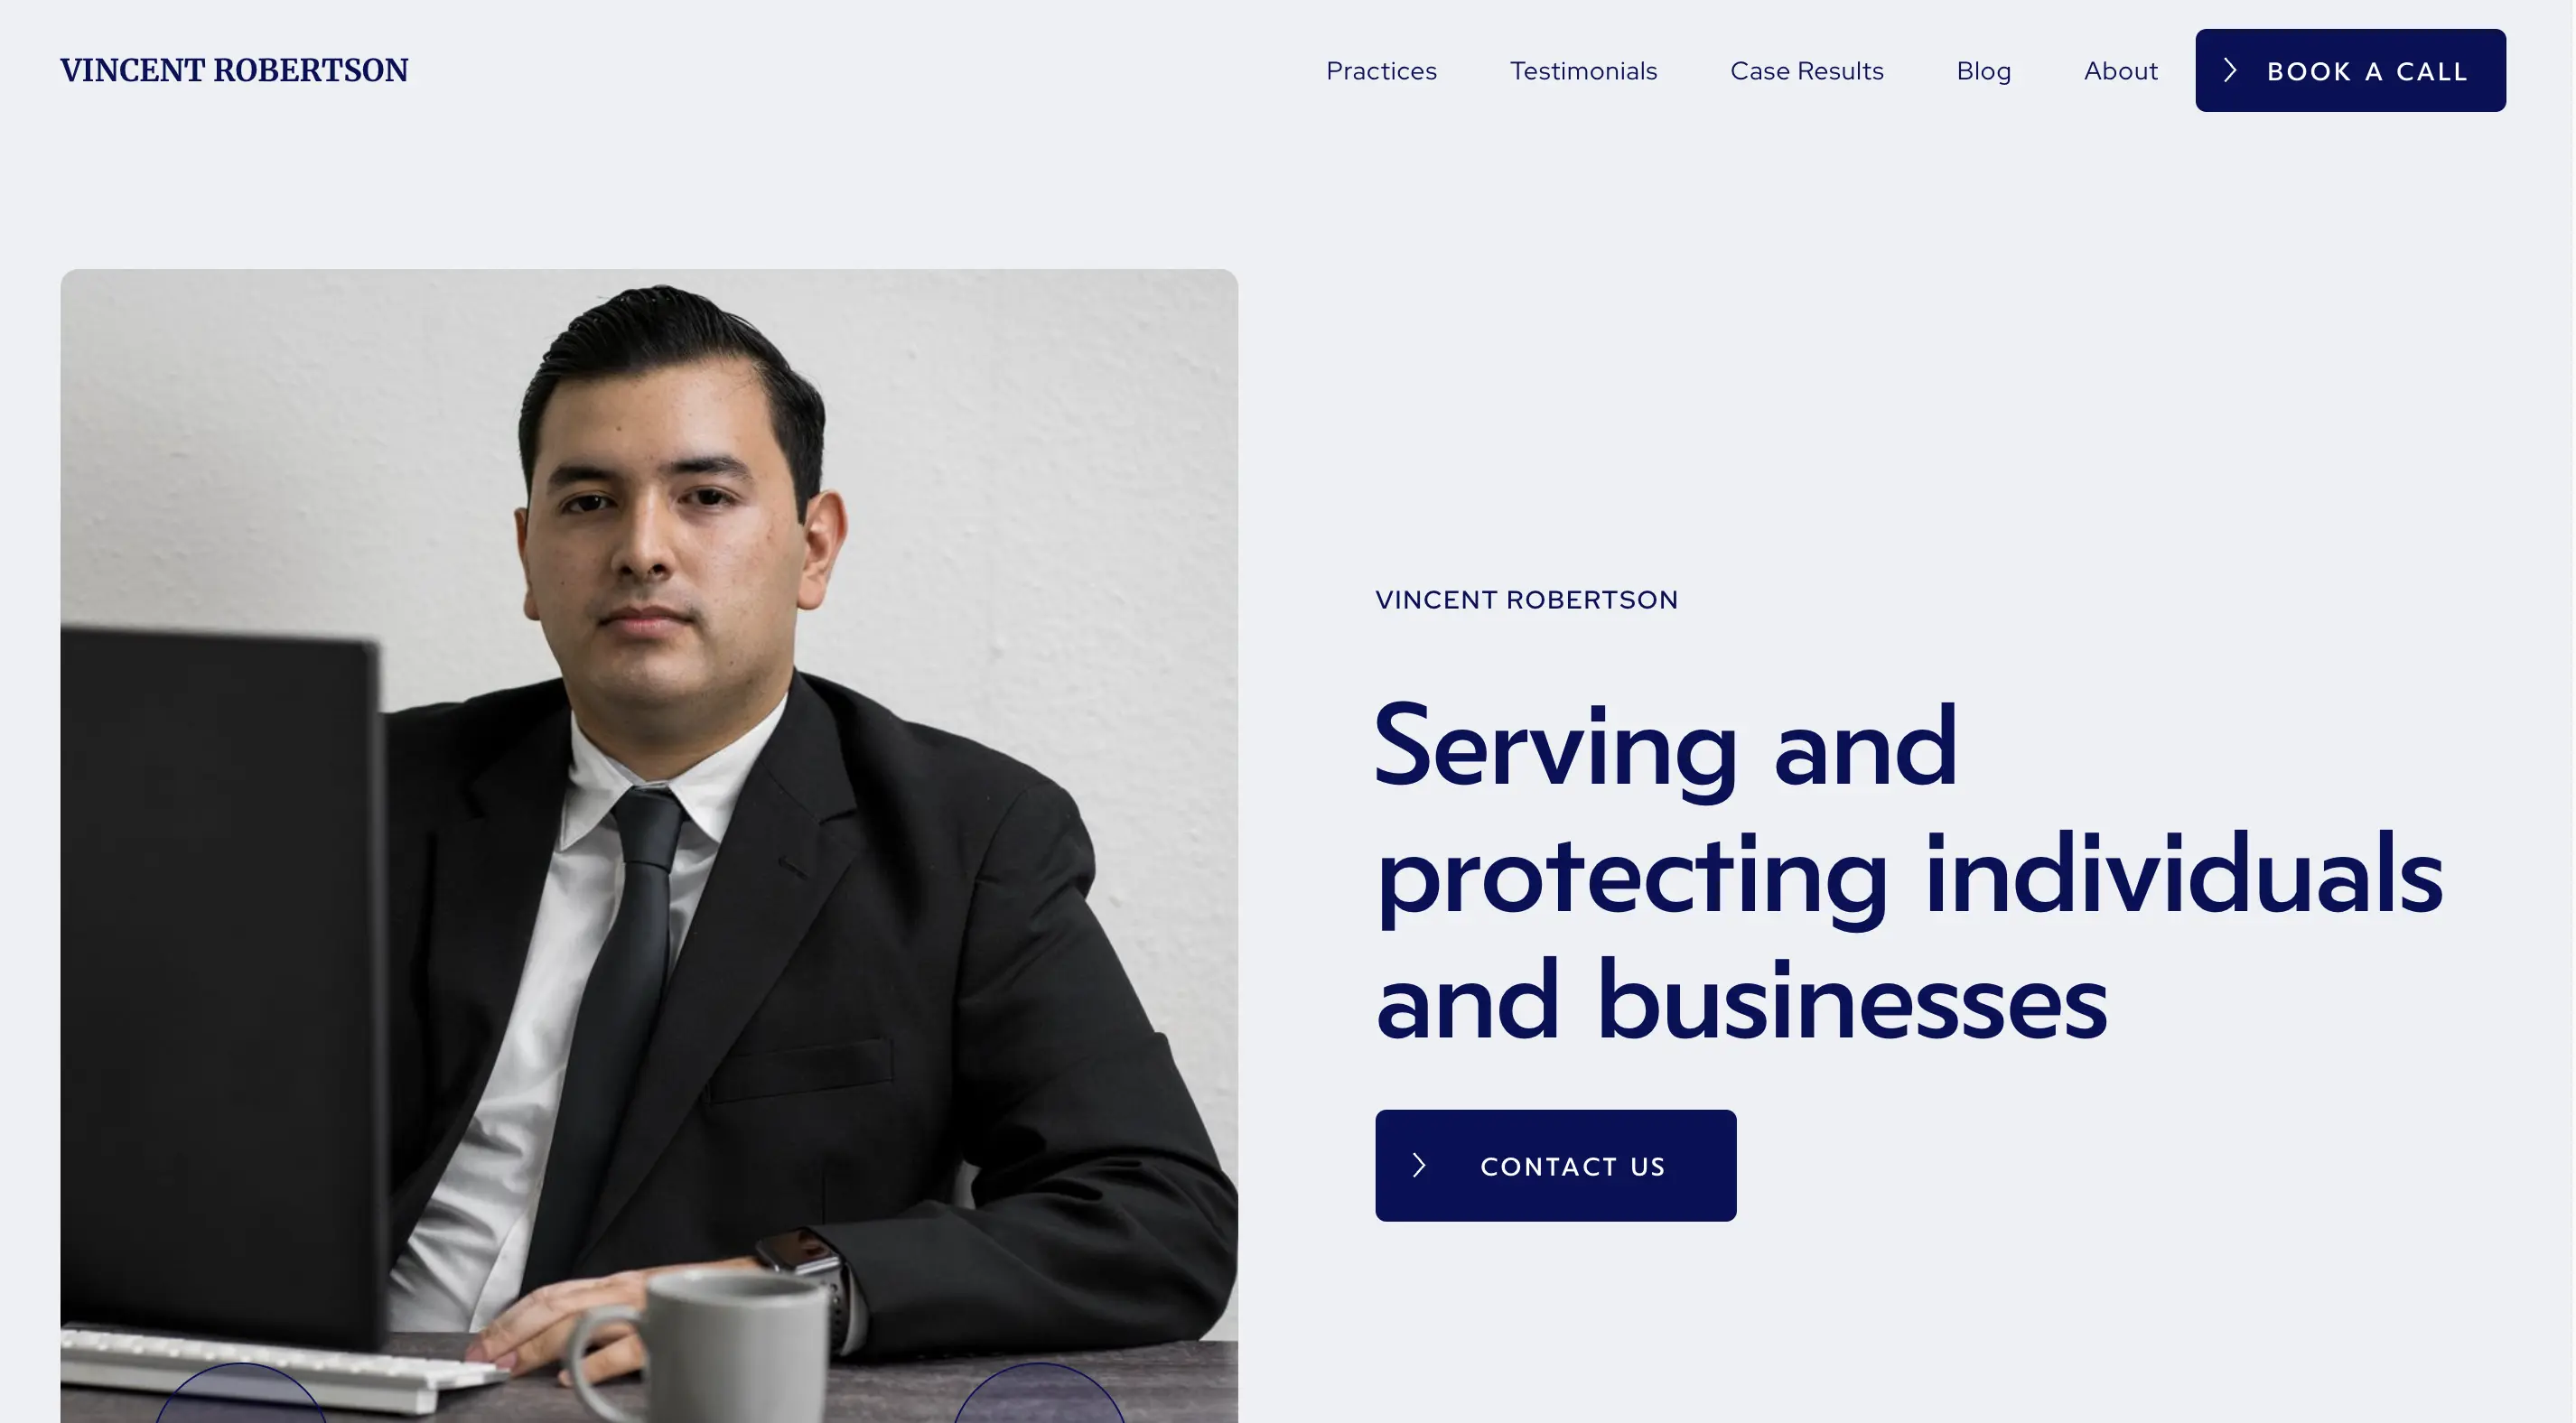 VINCENT ROBERTSON
Practices
Testimonials
Case Results
Blog
About
BOOK A CALL
VINCENT ROBERTSON
Serving and
protecting individuals
and businesses
CONTACT US